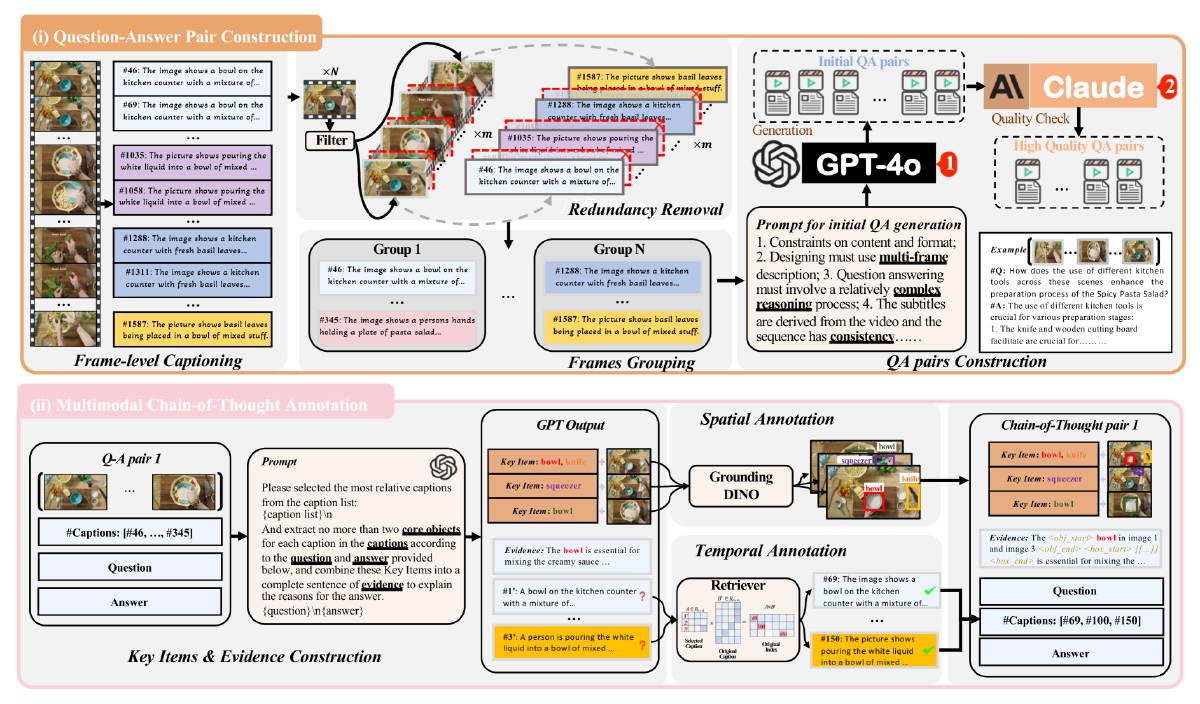 (i) Question-Answer Pair Construction
#46: The image shows a bowl on the
kitchen counter with a mixture of...
#69: The image shows a bowl on the
kitchen counter with a mixture of...
...
#1035: The picture shows pouring the
white liquid into a bowl of mixed ...
#1058: The picture shows pouring the
white liquid into a bowl of mixed ...
...
#1288: The image shows a kitchen
counter with fresh basil leaves...
#1311: The image shows a kitchen
counter with fresh basil leaves...
...
#1587: The picture shows basil leaves
being placed in a bowl of mixed stuff.
Frame-level Captioning
×N
Filter
×m
#1587: The picture shows basil leaves
being placed in a bowl of mixed stuff.
#1288: The image shows a kitchen
counter with fresh basil leaves...
#1035: The picture shows pouring the
white liquid into a bowl of mixed ...
#46: The image shows a bowl on the
kitchen counter with a mixture of...
×m
Redundancy Removal
Group 1
#46: The image shows a bowl on the
kitchen counter with a mixture of...
...
#345: The image shows a persons hands
holding a plate of pasta salad...
...
Group N
#1288: The image shows a kitchen
counter with fresh basil leaves...
...
#1587: The picture shows basil leaves
being placed in a bowl of mixed stuff.
Frames Grouping
Initial QA pairs
...
Generation
GPT-4o
1
Claude
2
Quality Check
High Quality QA pairs
...
Prompt for initial QA generation
1. Constraints on content and format;
2. Designing must use multi-frame
description; 3. Question answering
must involve a relatively complex
reasoning process; 4. The subtitles
are derived from the video and the
sequence has consistency……
Example
#Q: How does the use of different kitchen
tools across these scenes enhance the
preparation process of the Spicy Pasta Salad?
#A: The use of different kitchen tools is
crucial for various preparation stages:
1. The knife and wooden cutting board
facilitate are crucial for………
QA pairs Construction
(ii) Multimodal Chain-of-Thought Annotation
Q-A pair 1
...
#Captions: [#46, …, #345]
Question
Answer
Prompt
Please selected the most relative captions
from the caption list:
{caption list}\n
And extract no more than two core objects
for each caption in the captions according
to the question and answer provided
below, and combine these Key Items into a
complete sentence of evidence to explain
the reasons for the answer.
{question}\n{answer}
Key Items & Evidence Construction
GPT Output
Key Item: bowl, knife
Key Item: squeezer
Key Item: bowl
Evidence: The bowl is essential for
mixing the creamy sauce …
#1': A bowl on the kitchen counter
with a mixture of...
?
...
#3': A person is pouring the white
liquid into a bowl of mixed ...
?
Spatial Annotation
Grounding
DINO
bowl
squeezer
knife
bowl
Temporal Annotation
Retriever
Selected
Caption
Original
Caption
Original
Index
#69: The image shows a
bowl on the kitchen
counter with a mixture of...
...
#150: The picture shows
pouring the white liquid
into a bowl of mixed ...
Chain-of-Thought pair 1
Key Item: bowl, knife
Key Item: squeezer
Key Item: bowl
Evidence: The <obj_start> bowl in image 1
and image 3 <obj_end> <box_start> [[...]]
<box_end> is essential for mixing the …
Question
#Captions: [#69, #100, #150]
Answer